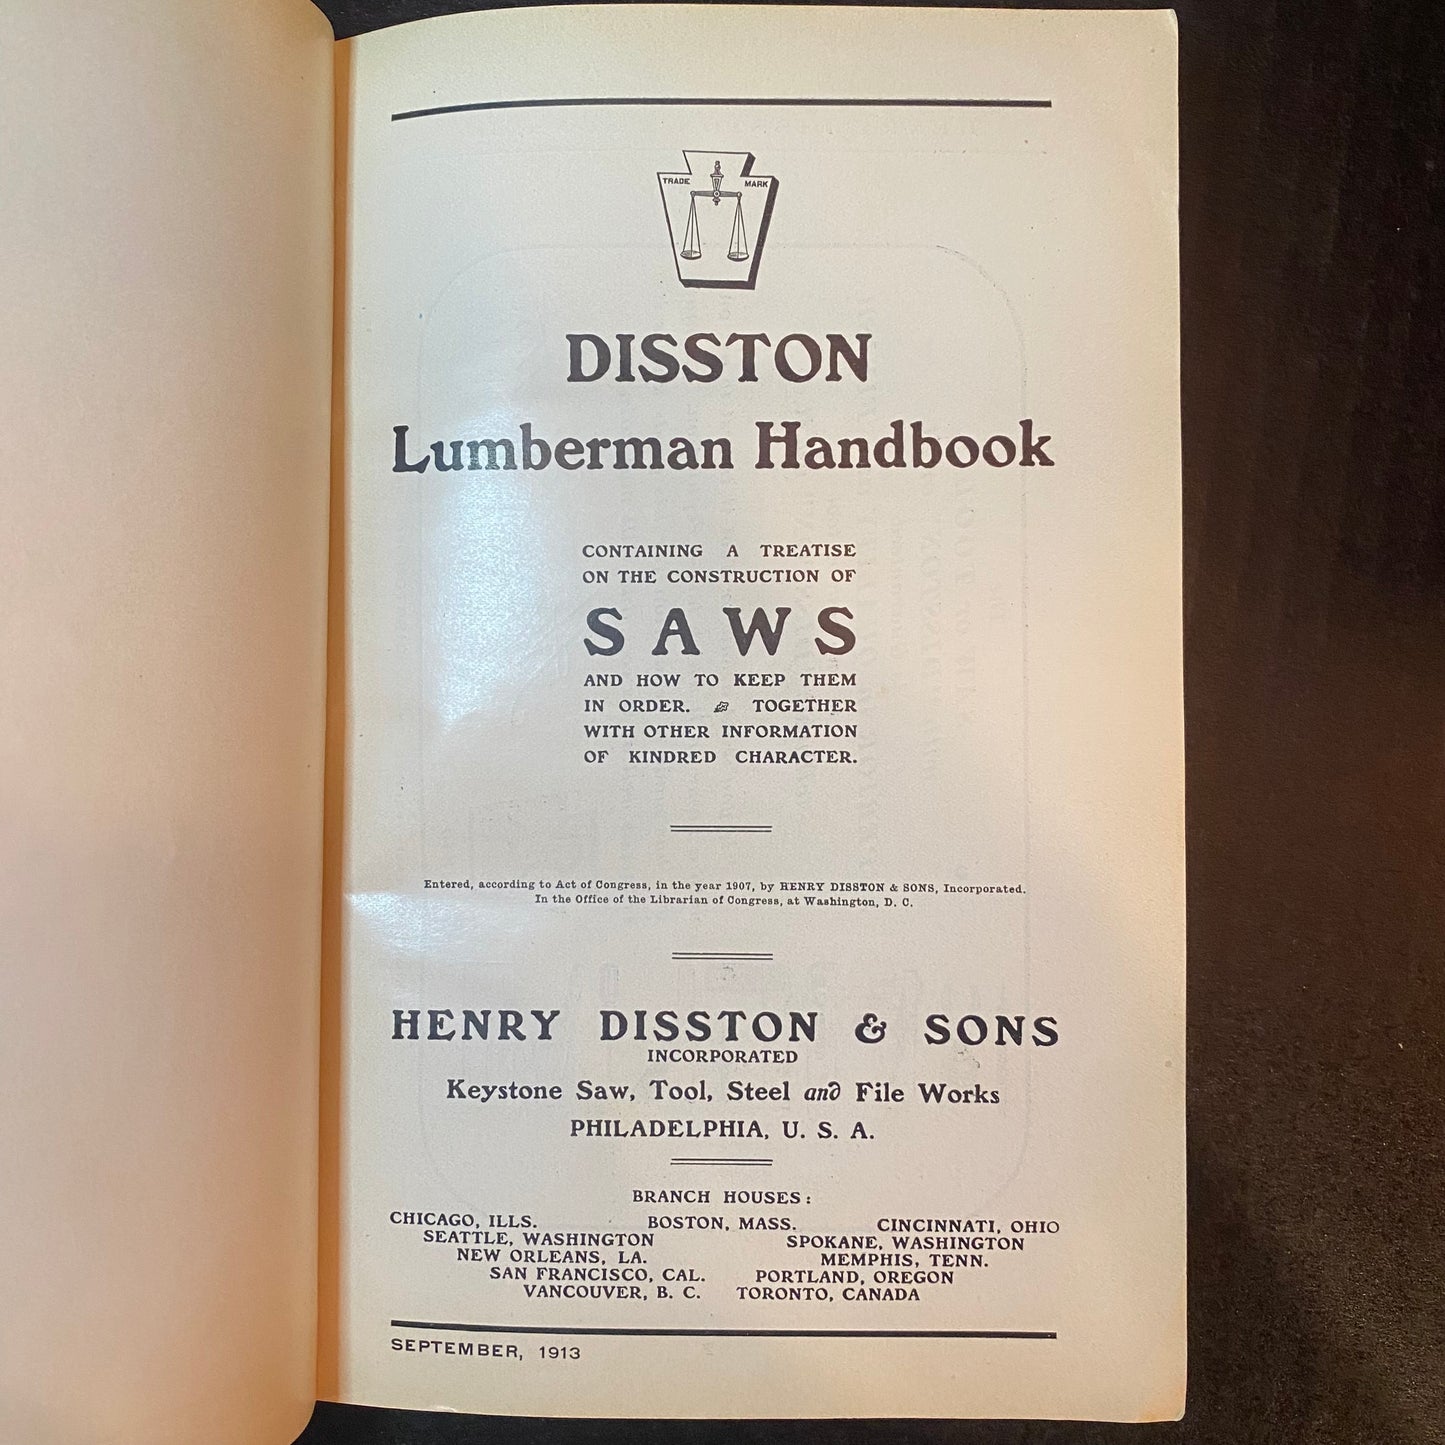 TRADE MARK
DISSTON
Lumberman Handbook
CONTAINING A TREATISE
ON THE CONSTRUCTION OF
SAWS
AND HOW TO KEEP THEM
IN ORDER. TOGETHER
WITH OTHER INFORMATION
OF KINDRED CHARACTER.
Entered, according to Act of Congress, in the year 1907, by HENRY DISSTON & SONS, Incorporated.
In the Office of the Librarian of Congress, at Washington, D. C.
HENRY DISSTON & SONS
INCORPORATED
Keystone Saw, Tool, Steel and File Works
PHILADELPHIA, U. S. A.
BRANCH HOUSES:
CHICAGO, ILLS. BOSTON, MASS. CINCINNATI, OHIO
SEATTLE, WASHINGTON SPOKANE, WASHINGTON
NEW ORLEANS, LA. MEMPHIS, TENN.
SAN FRANCISCO, CAL. PORTLAND, OREGON
VANCOUVER, B. C. TORONTO, CANADA
SEPTEMBER, 1913